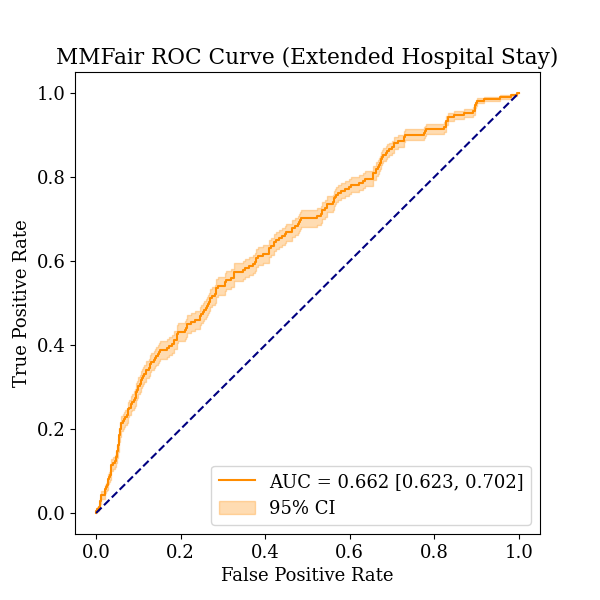 MMFair ROC Curve (Extended Hospital Stay)
1.0
0.8
0.6
0.4
0.2
0.0
True Positive Rate
AUC = 0.662 [0.623, 0.702]
95% CI
0.0 0.2 0.4 0.6 0.8 1.0
False Positive Rate